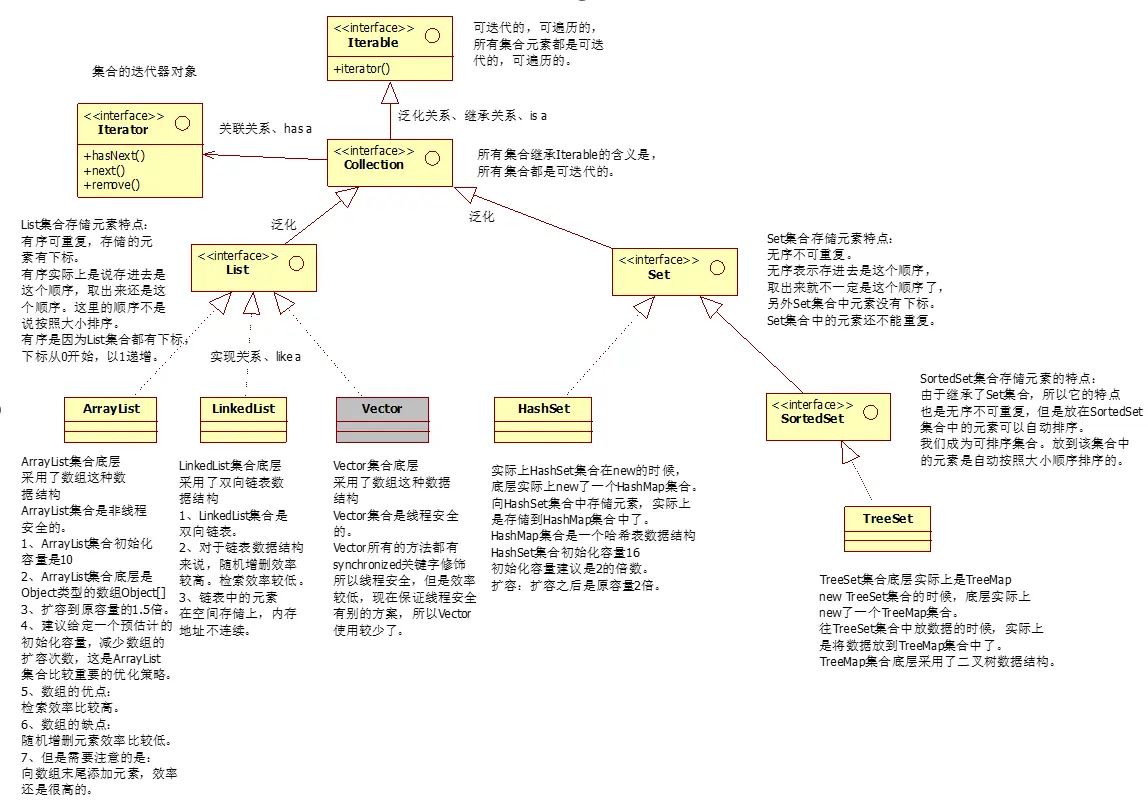 <<interface>>
Iterable
+iterator()
可迭代的，可遍历的，
所有集合元素都是可迭
代的，可遍历的。
集合的迭代器对象
<<interface>>
Iterator
+hasNext()
+next()
+remove()
关联关系、has a
泛化关系、继承关系、is a
<<interface>>
Collection
所有集合继承Iterable的含义是，
所有集合都是可迭代的。
泛化
泛化
List集合存储元素特点：
有序可重复，存储的元
素有下标。
有序实际上是说存进去是
这个顺序，取出来还是这
个顺序。这里的顺序不是
说按照大小排序。
有序是因为List集合都有下标，
下标从0开始，以1递增。
<<interface>>
List
<<interface>>
Set
Set集合存储元素特点：
无序不可重复。
无序表示存进去是这个顺序，
取出来就不一定是这个顺序了，
另外Set集合中元素没有下标。
Set集合中的元素还不能重复。
实现关系、like a
ArrayList
LinkedList
Vector
HashSet
<<interface>>
SortedSet
SortedSet集合存储元素的特点：
由于继承了Set集合，所以它的特点
也是无序不可重复，但是放在SortedSet
集合中的元素可以自动排序。
我们成为可排序集合。放到该集合中
的元素是自动按照大小顺序排序的。
ArrayList集合底层
采用了数组这种数
据结构
ArrayList集合是非线程
安全的。
1、ArrayList集合初始化
容量是10
2、ArrayList集合底层是
Object类型的数组Object[]
3、扩容到原容量的1.5倍。
4、建议给定一个预估计的
初始化容量，减少数组的
扩容次数，这是ArrayList
集合比较重要的优化策略。
5、数组的优点：
检索效率比较高。
6、数组的缺点：
随机增删元素效率比较低。
7、但是需要注意的是：
向数组末尾添加元素，效率
还是很高的。
LinkedList集合底层
采用了双向链表数
据结构
1、LinkedList集合是
双向链表。
2、对于链表数据结构
来说，随机增删效率
较高。检索效率较低。
3、链表中的元素
在空间存储上，内存
地址不连续。
Vector集合底层
采用了数组这种数据
结构
Vector集合是线程安全
的。
Vector所有的方法都有
synchronized关键字修饰
所以线程安全，但是效率
较低，现在保证线程安全
有别的方案，所以Vector
使用较少了。
实际上HashSet集合在new的时候，
底层实际上new了一个HashMap集合。
向HashSet集合中存储元素，实际上
是存储到HashMap集合中了。
HashMap集合是一个哈希表数据结构
HashSet集合初始化容量16
初始化容量建议是2的倍数。
扩容：扩容之后是原容量2倍。
TreeSet
TreeSet集合底层实际上是TreeMap
new TreeSet集合的时候，底层实际上
new了一个TreeMap集合。
往TreeSet集合中放数据的时候，实际上
是将数据放到TreeMap集合中了。
TreeMap集合底层采用了二叉树数据结构。